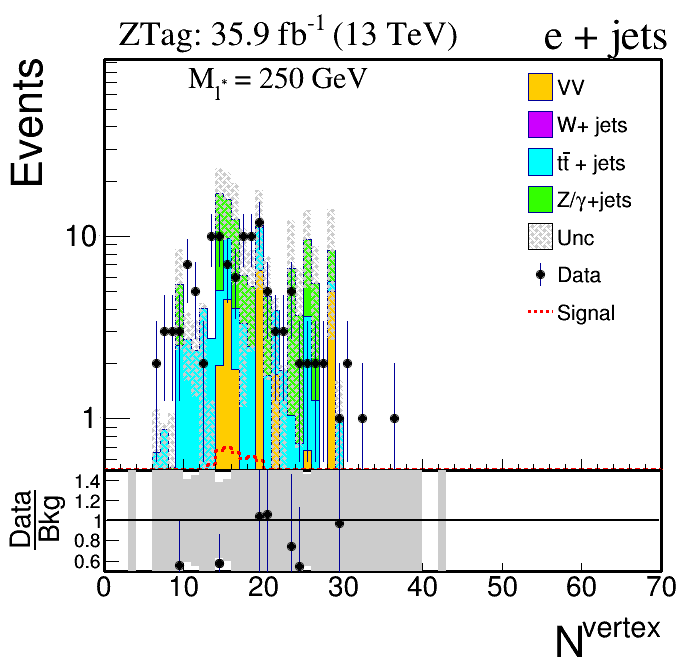 ZTag: 35.9 fb⁻¹ (13 TeV)
e + jets
M_l* = 250 GeV
Events
VV
W+ jets
tt̄ + jets
Z/γ+jets
Unc
Data
Signal
10
1
Data
Bkg
1.4
1.2
1
0.8
0.6
0 10 20 30 40 50 60 70
N^vertex